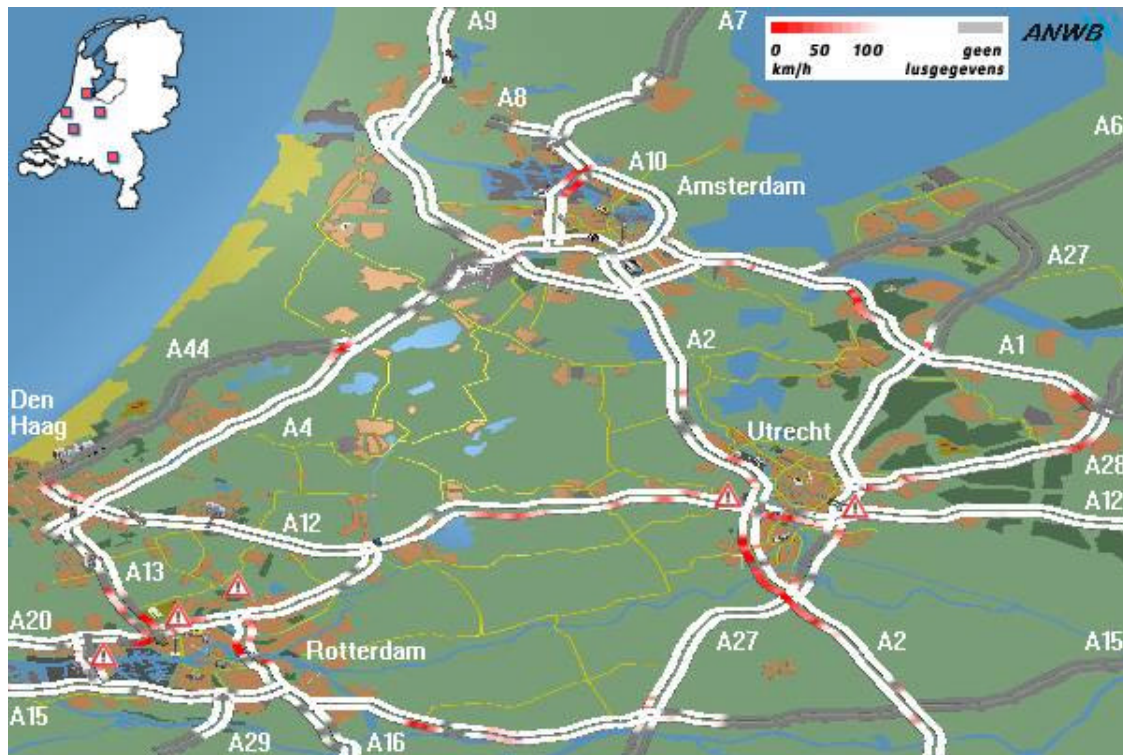 A9
A7
0 50 100 geen
km/h lusgegevens
ANWB
A8
A6
A10
Amsterdam
A27
A44
A2
A1
Den
Haag
A4
Utrecht
A28
A12
A12
A13
A20
Rotterdam
A27
A2
A15
A15
A29
A16